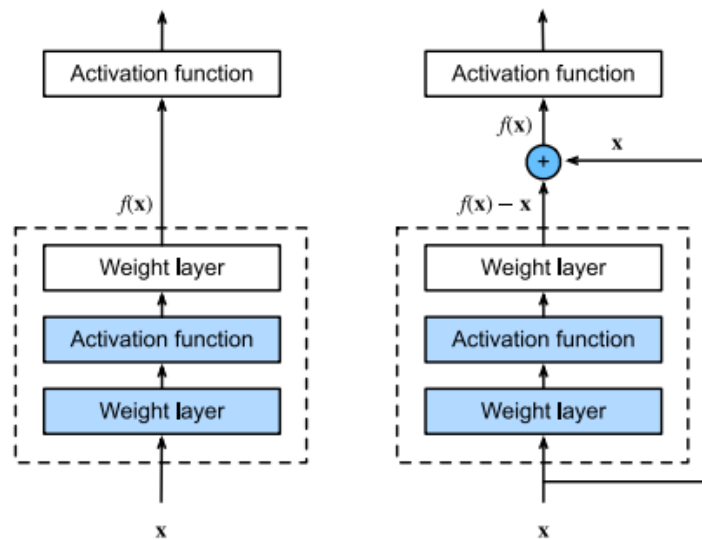 Activation function
f(x)
Weight layer
Activation function
Weight layer
x
Activation function
f(x)
x
+
f(x) − x
Weight layer
Activation function
Weight layer
x